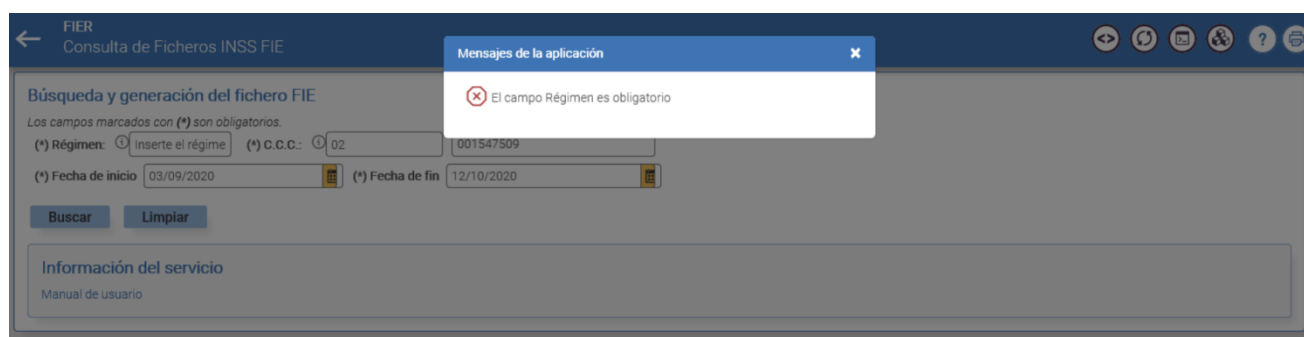 FIER
Consulta de Ficheros INSS FIE
Mensajes de la aplicación
El campo Régimen es obligatorio
Búsqueda y generación del fichero FIE
Los campos marcados con (*) son obligatorios.
(*) Régimen: Inserte el régime (*) C.C.C.: 02 001547509
(*) Fecha de inicio 03/09/2020 (*) Fecha de fin 12/10/2020
Buscar Limpiar
Información del servicio
Manual de usuario